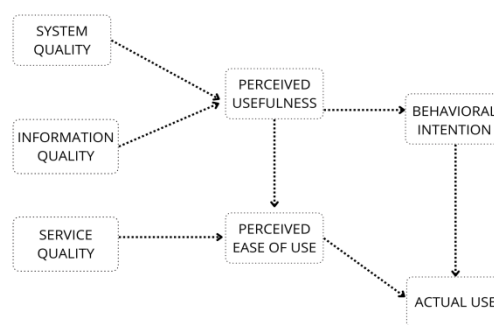 SYSTEM
QUALITY
INFORMATION
QUALITY
SERVICE
QUALITY
PERCEIVED
USEFULNESS
PERCEIVED
EASE OF USE
BEHAVIORAL
INTENTION
ACTUAL USE